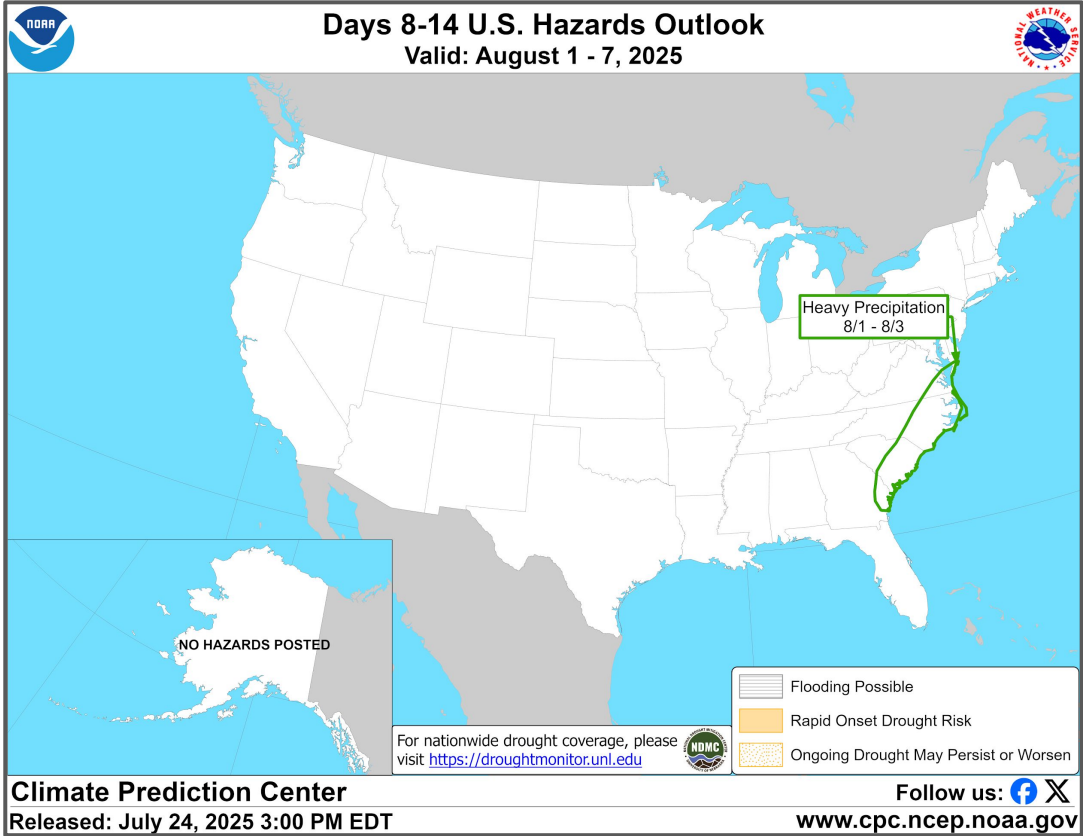 NOAA
Days 8-14 U.S. Hazards Outlook
Valid: August 1 - 7, 2025
NATIONAL WEATHER SERVICE
Heavy Precipitation
8/1 - 8/3
NO HAZARDS POSTED
For nationwide drought coverage, please
visit https://droughtmonitor.unl.edu
NDMC
Flooding Possible
Rapid Onset Drought Risk
Ongoing Drought May Persist or Worsen
Climate Prediction Center
Follow us:
Released: July 24, 2025 3:00 PM EDT
www.cpc.ncep.noaa.gov